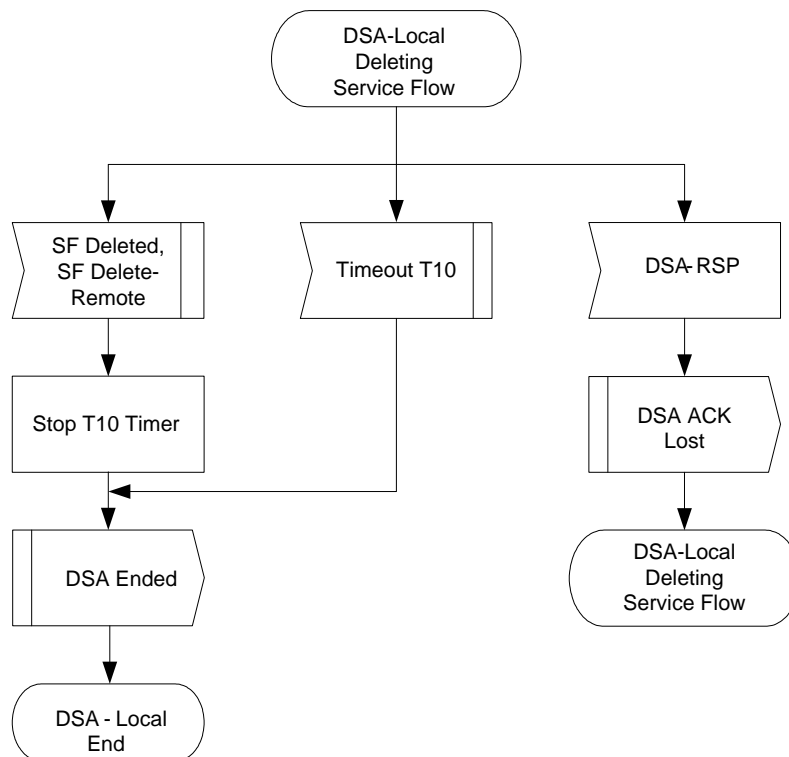 DSA-Local
Deleting
Service Flow
SF Deleted,
SF Delete-
Remote
Timeout T10
DSA- RSP
Stop T10 Timer
DSA ACK
Lost
DSA Ended
DSA-Local
Deleting
Service Flow
DSA - Local
End